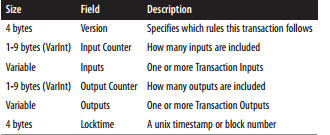 Size Field Description
4 bytes Version Specifies which rules this transaction follows
1-9 bytes (VarInt) Input Counter How many inputs are included
Variable Inputs One or more Transaction Inputs
1-9 bytes (VarInt) Output Counter How many outputs are included
Variable Outputs One or more Transaction Outputs
4 bytes Locktime A unix timestamp or block number